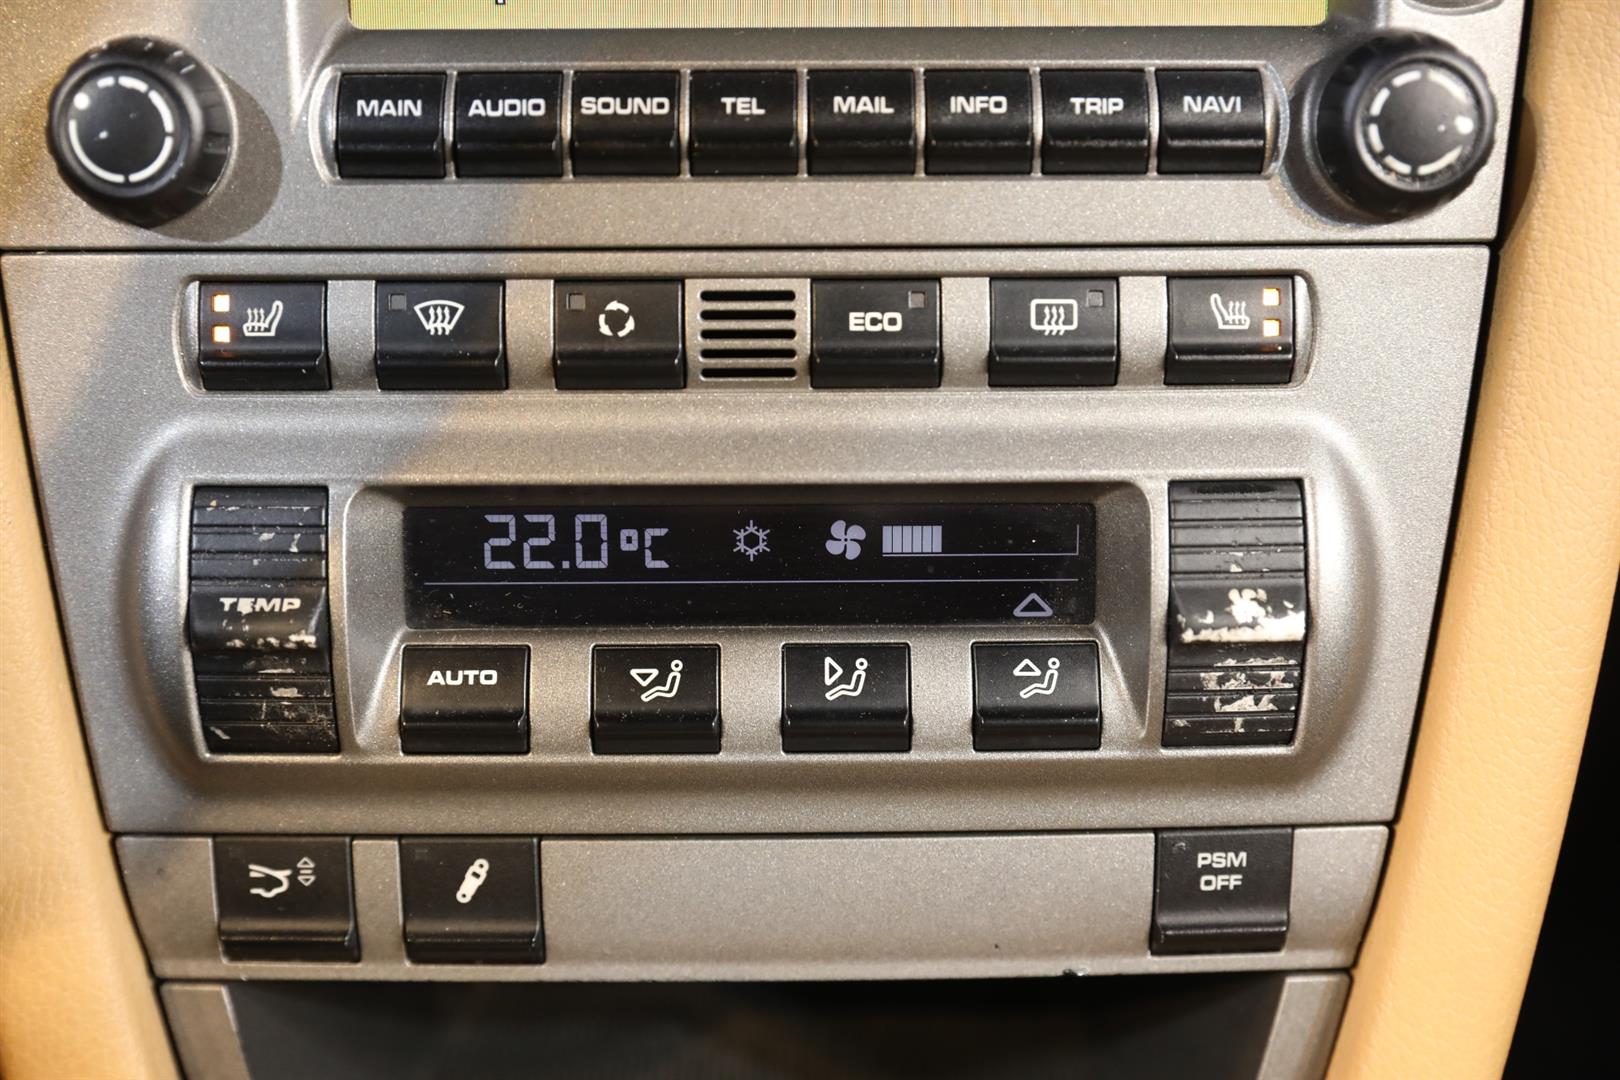 MAIN AUDIO SOUND TEL MAIL INFO TRIP NAVI
ECO
22.0°C
TEMP
AUTO
PSM
OFF